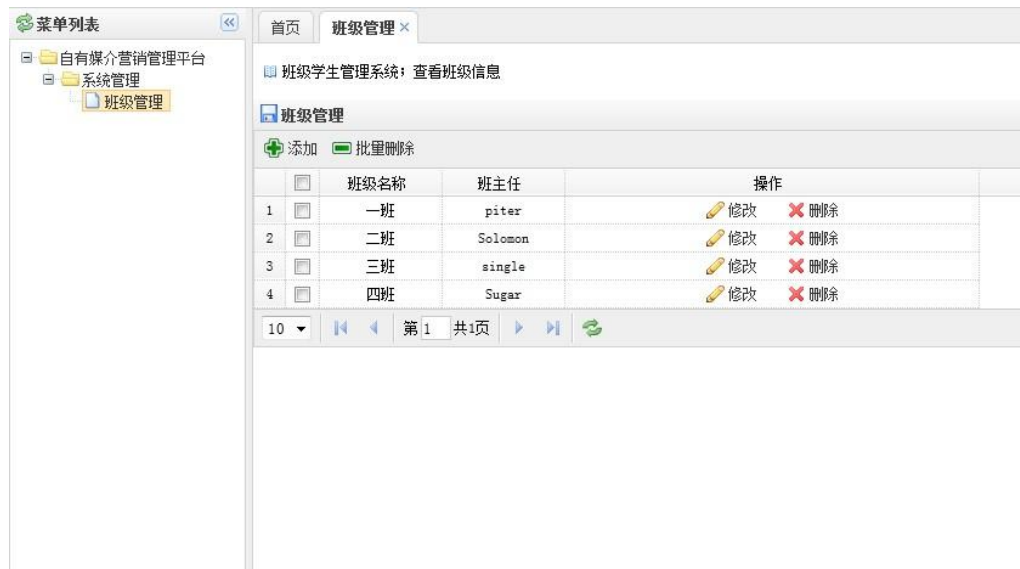 菜单列表
自有媒介营销管理平台
系统管理
班级管理
首页 班级管理
班级学生管理系统；查看班级信息
班级管理
添加 批量删除
班级名称 班主任 操作
1 一班 piter 修改 删除
2 二班 Solomon 修改 删除
3 三班 single 修改 删除
4 四班 Sugar 修改 删除
10 第 1 共1页